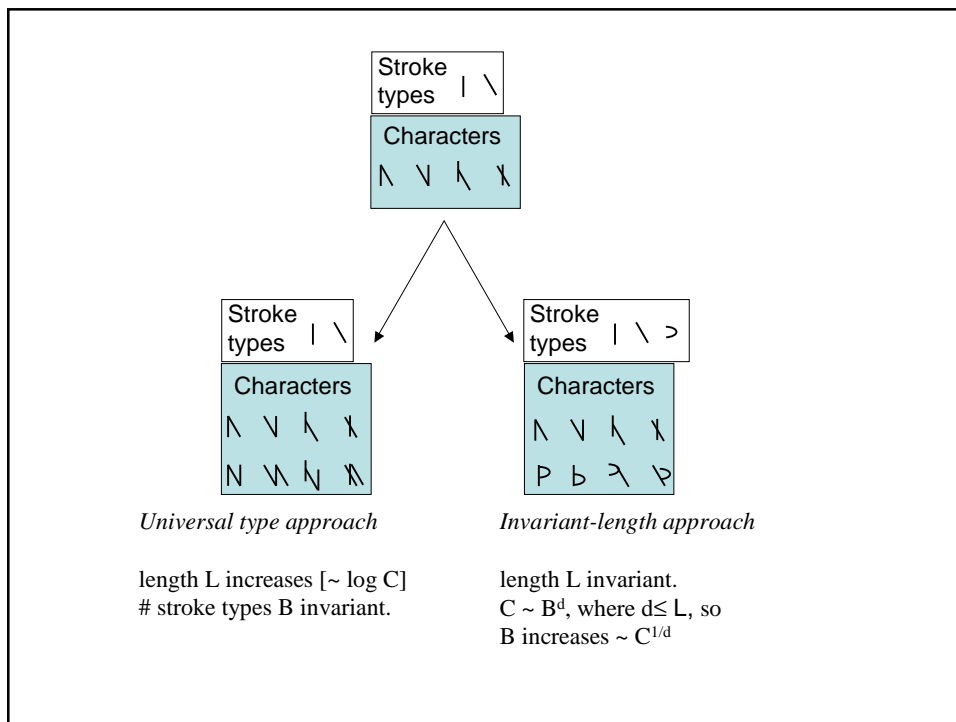 Stroke
types
Characters
Stroke
types
Characters
Universal type approach
length L increases [~ log C]
# stroke types B invariant.
Stroke
types
Characters
Invariant-length approach
length L invariant.
C ~ B^d, where d≤ L, so
B increases ~ C^1/d